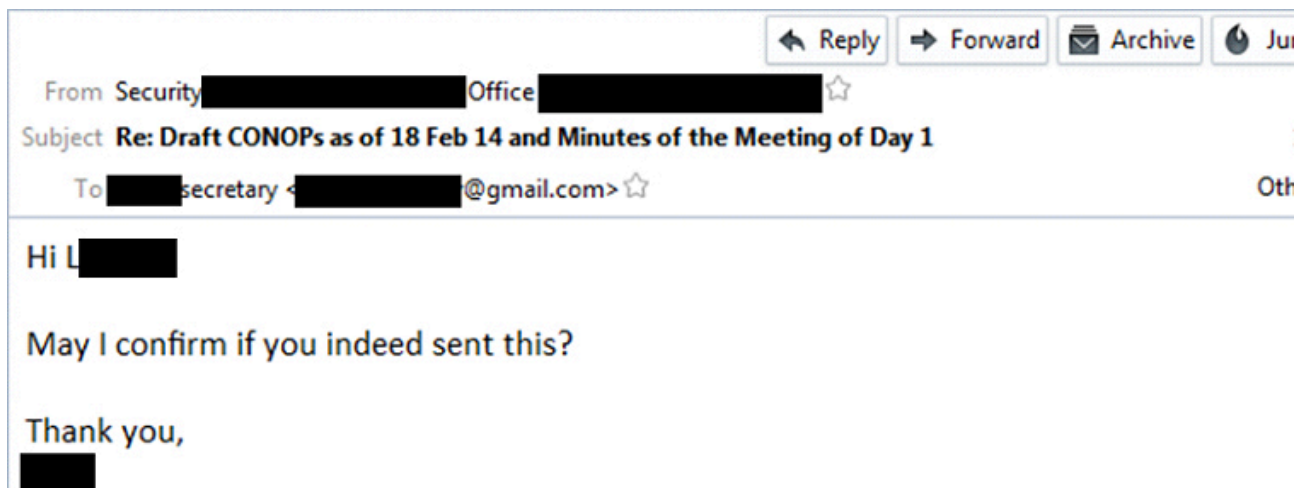 Reply Forward Archive
From Security Office
Subject Re: Draft CONOPs as of 18 Feb 14 and Minutes of the Meeting of Day 1
To secretary < @gmail.com>
Hi L
May I confirm if you indeed sent this?
Thank you,